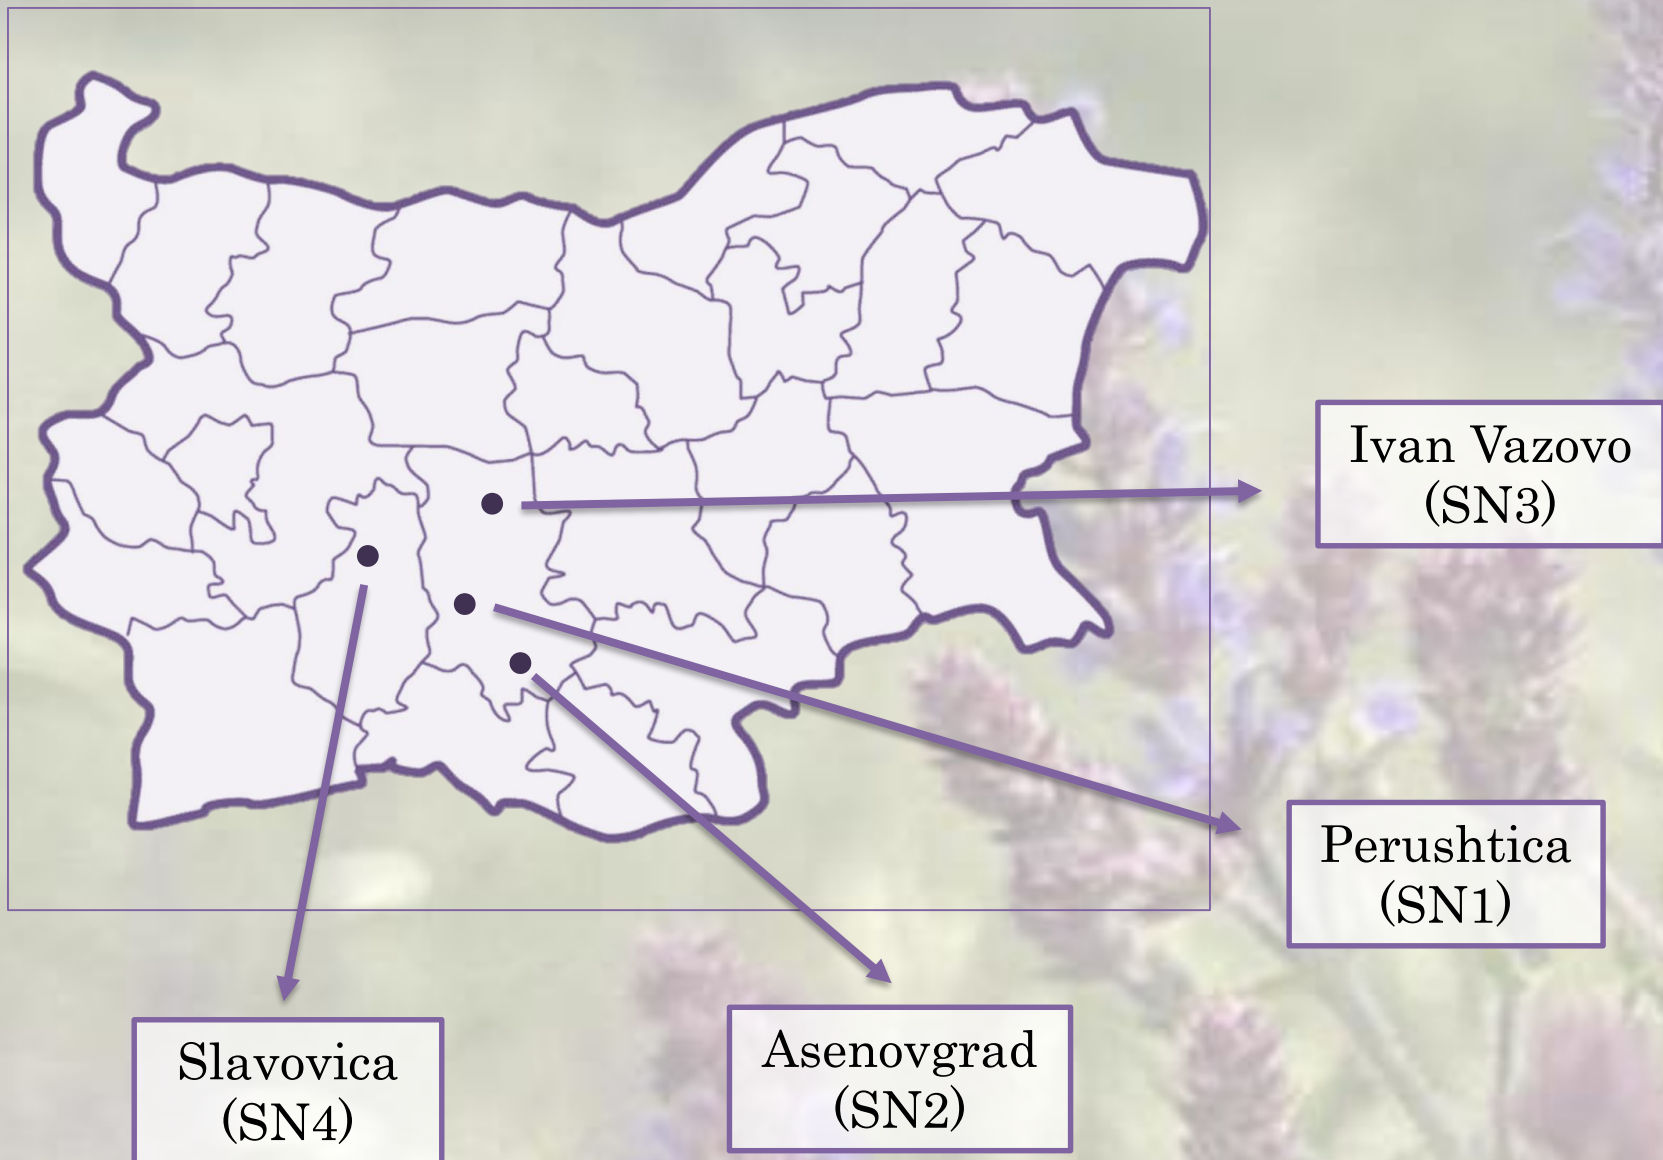 Ivan Vazovo
(SN3)
Perushtica
(SN1)
Asenovgrad
(SN2)
Slavovica
(SN4)